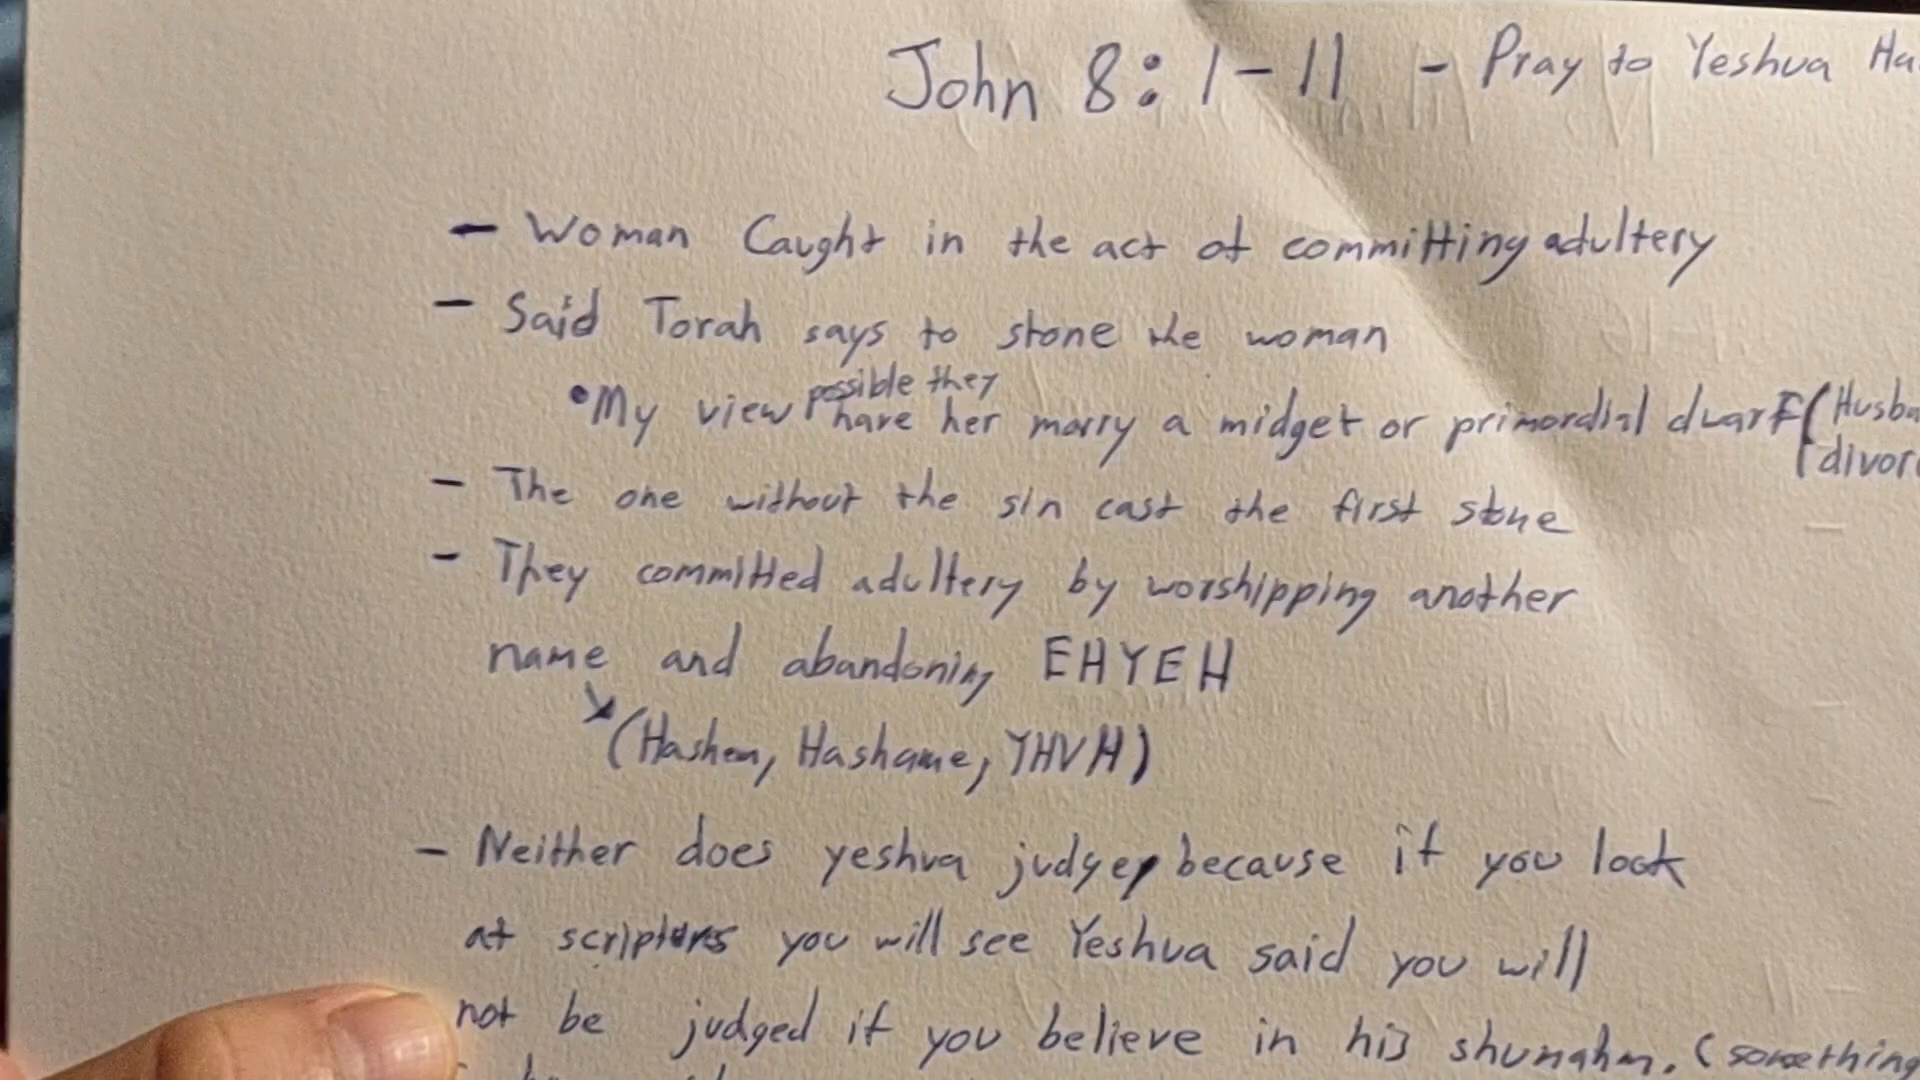 John 8:1-11 - Pray to Yeshua Ha
- Woman Caught in the act of committing adultery
- Said Torah says to stone the woman
possible they
•My view have her marry a midget or primordial dwarf (Husba
divor
- The one without the sin cast the first stone
- They committed adultery by worshipping another
name and abandoning EHYEH
(Hashem, Hashame, YHVH)
- Neither does yeshua judge, because if you look
at scriptures you will see Yeshua said you will
not be judged if you believe in his shumahm. (something